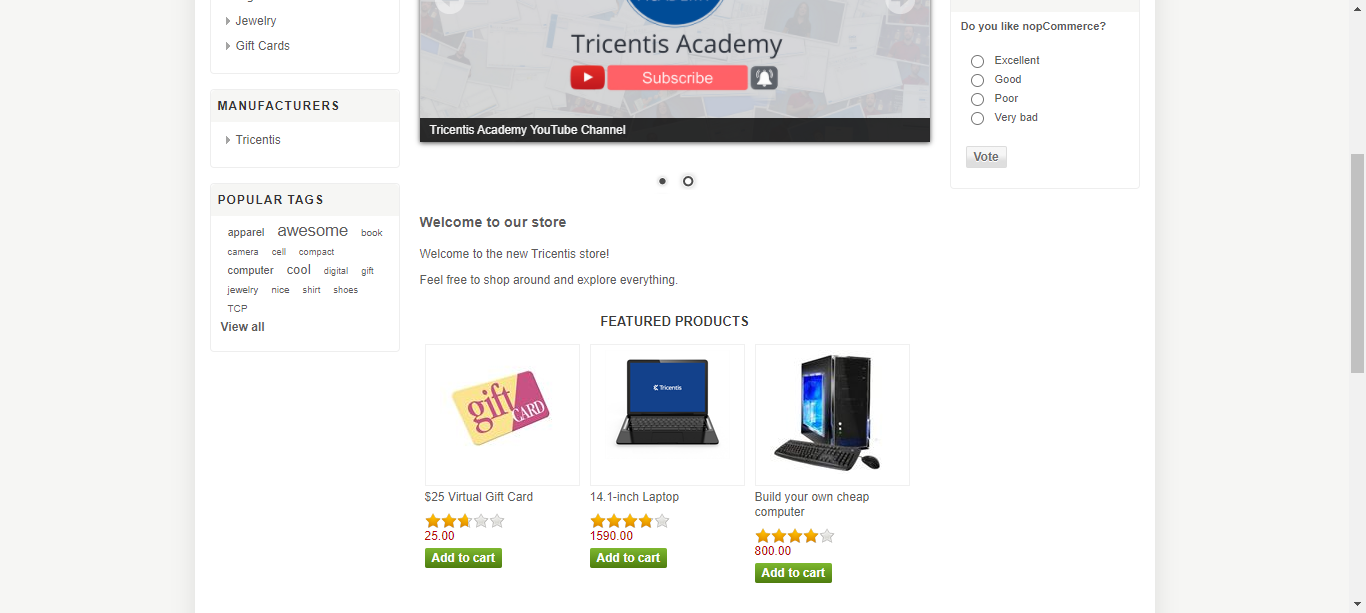 Jewelry
Gift Cards
MANUFACTURERS
Tricentis
POPULAR TAGS
apparel awesome book
camera cell compact
computer cool digital gift
jewelry nice shirt shoes
TCP
View all
Tricentis Academy
Subscribe
Tricentis Academy YouTube Channel
Welcome to our store
Welcome to the new Tricentis store!
Feel free to shop around and explore everything.
FEATURED PRODUCTS
gift CARD
$25 Virtual Gift Card
25.00
Add to cart
Tricentis
14.1-inch Laptop
1590.00
Add to cart
Build your own cheap
computer
800.00
Add to cart
Do you like nopCommerce?
Excellent
Good
Poor
Very bad
Vote